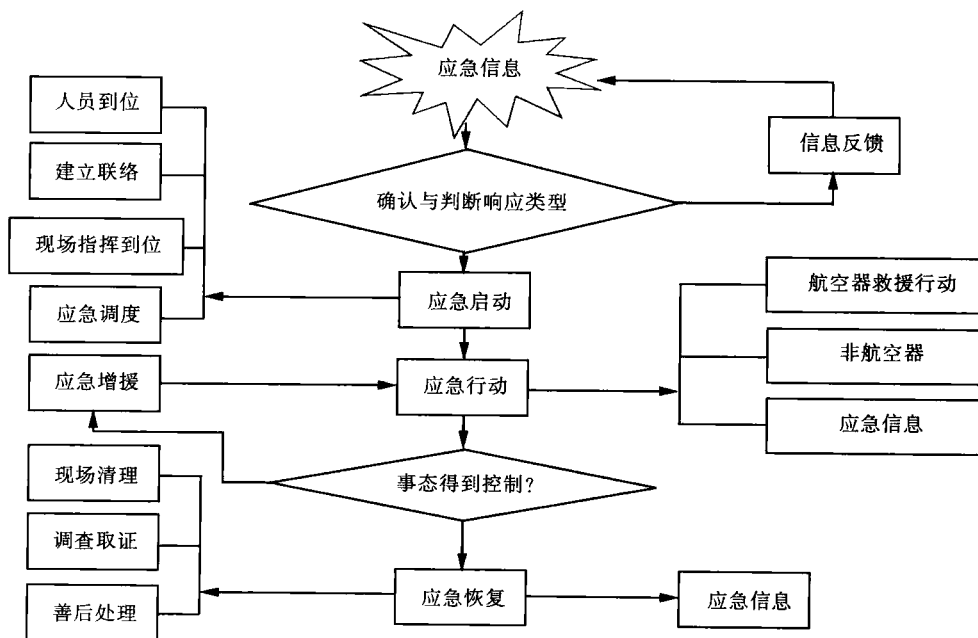 应急信息
人员到位
信息反馈
建立联络
确认与判断响应类型
现场指挥到位
航空器救援行动
应急启动
应急调度
非航空器
应急增援
应急行动
应急信息
现场清理
事态得到控制?
调查取证
应急恢复
应急信息
善后处理